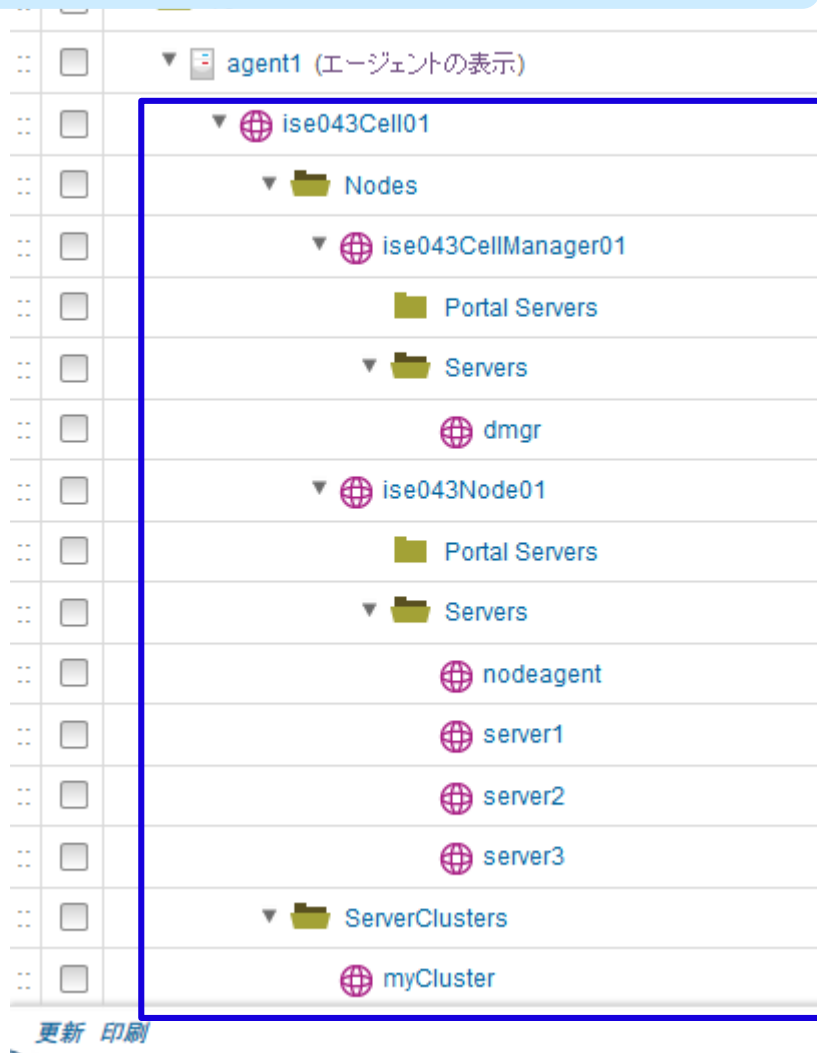 agent1 (エージェントの表示)
ise043Cell01
Nodes
ise043CellManager01
Portal Servers
Servers
dmgr
ise043Node01
Portal Servers
Servers
nodeagent
server1
server2
server3
ServerClusters
myCluster
更新 印刷